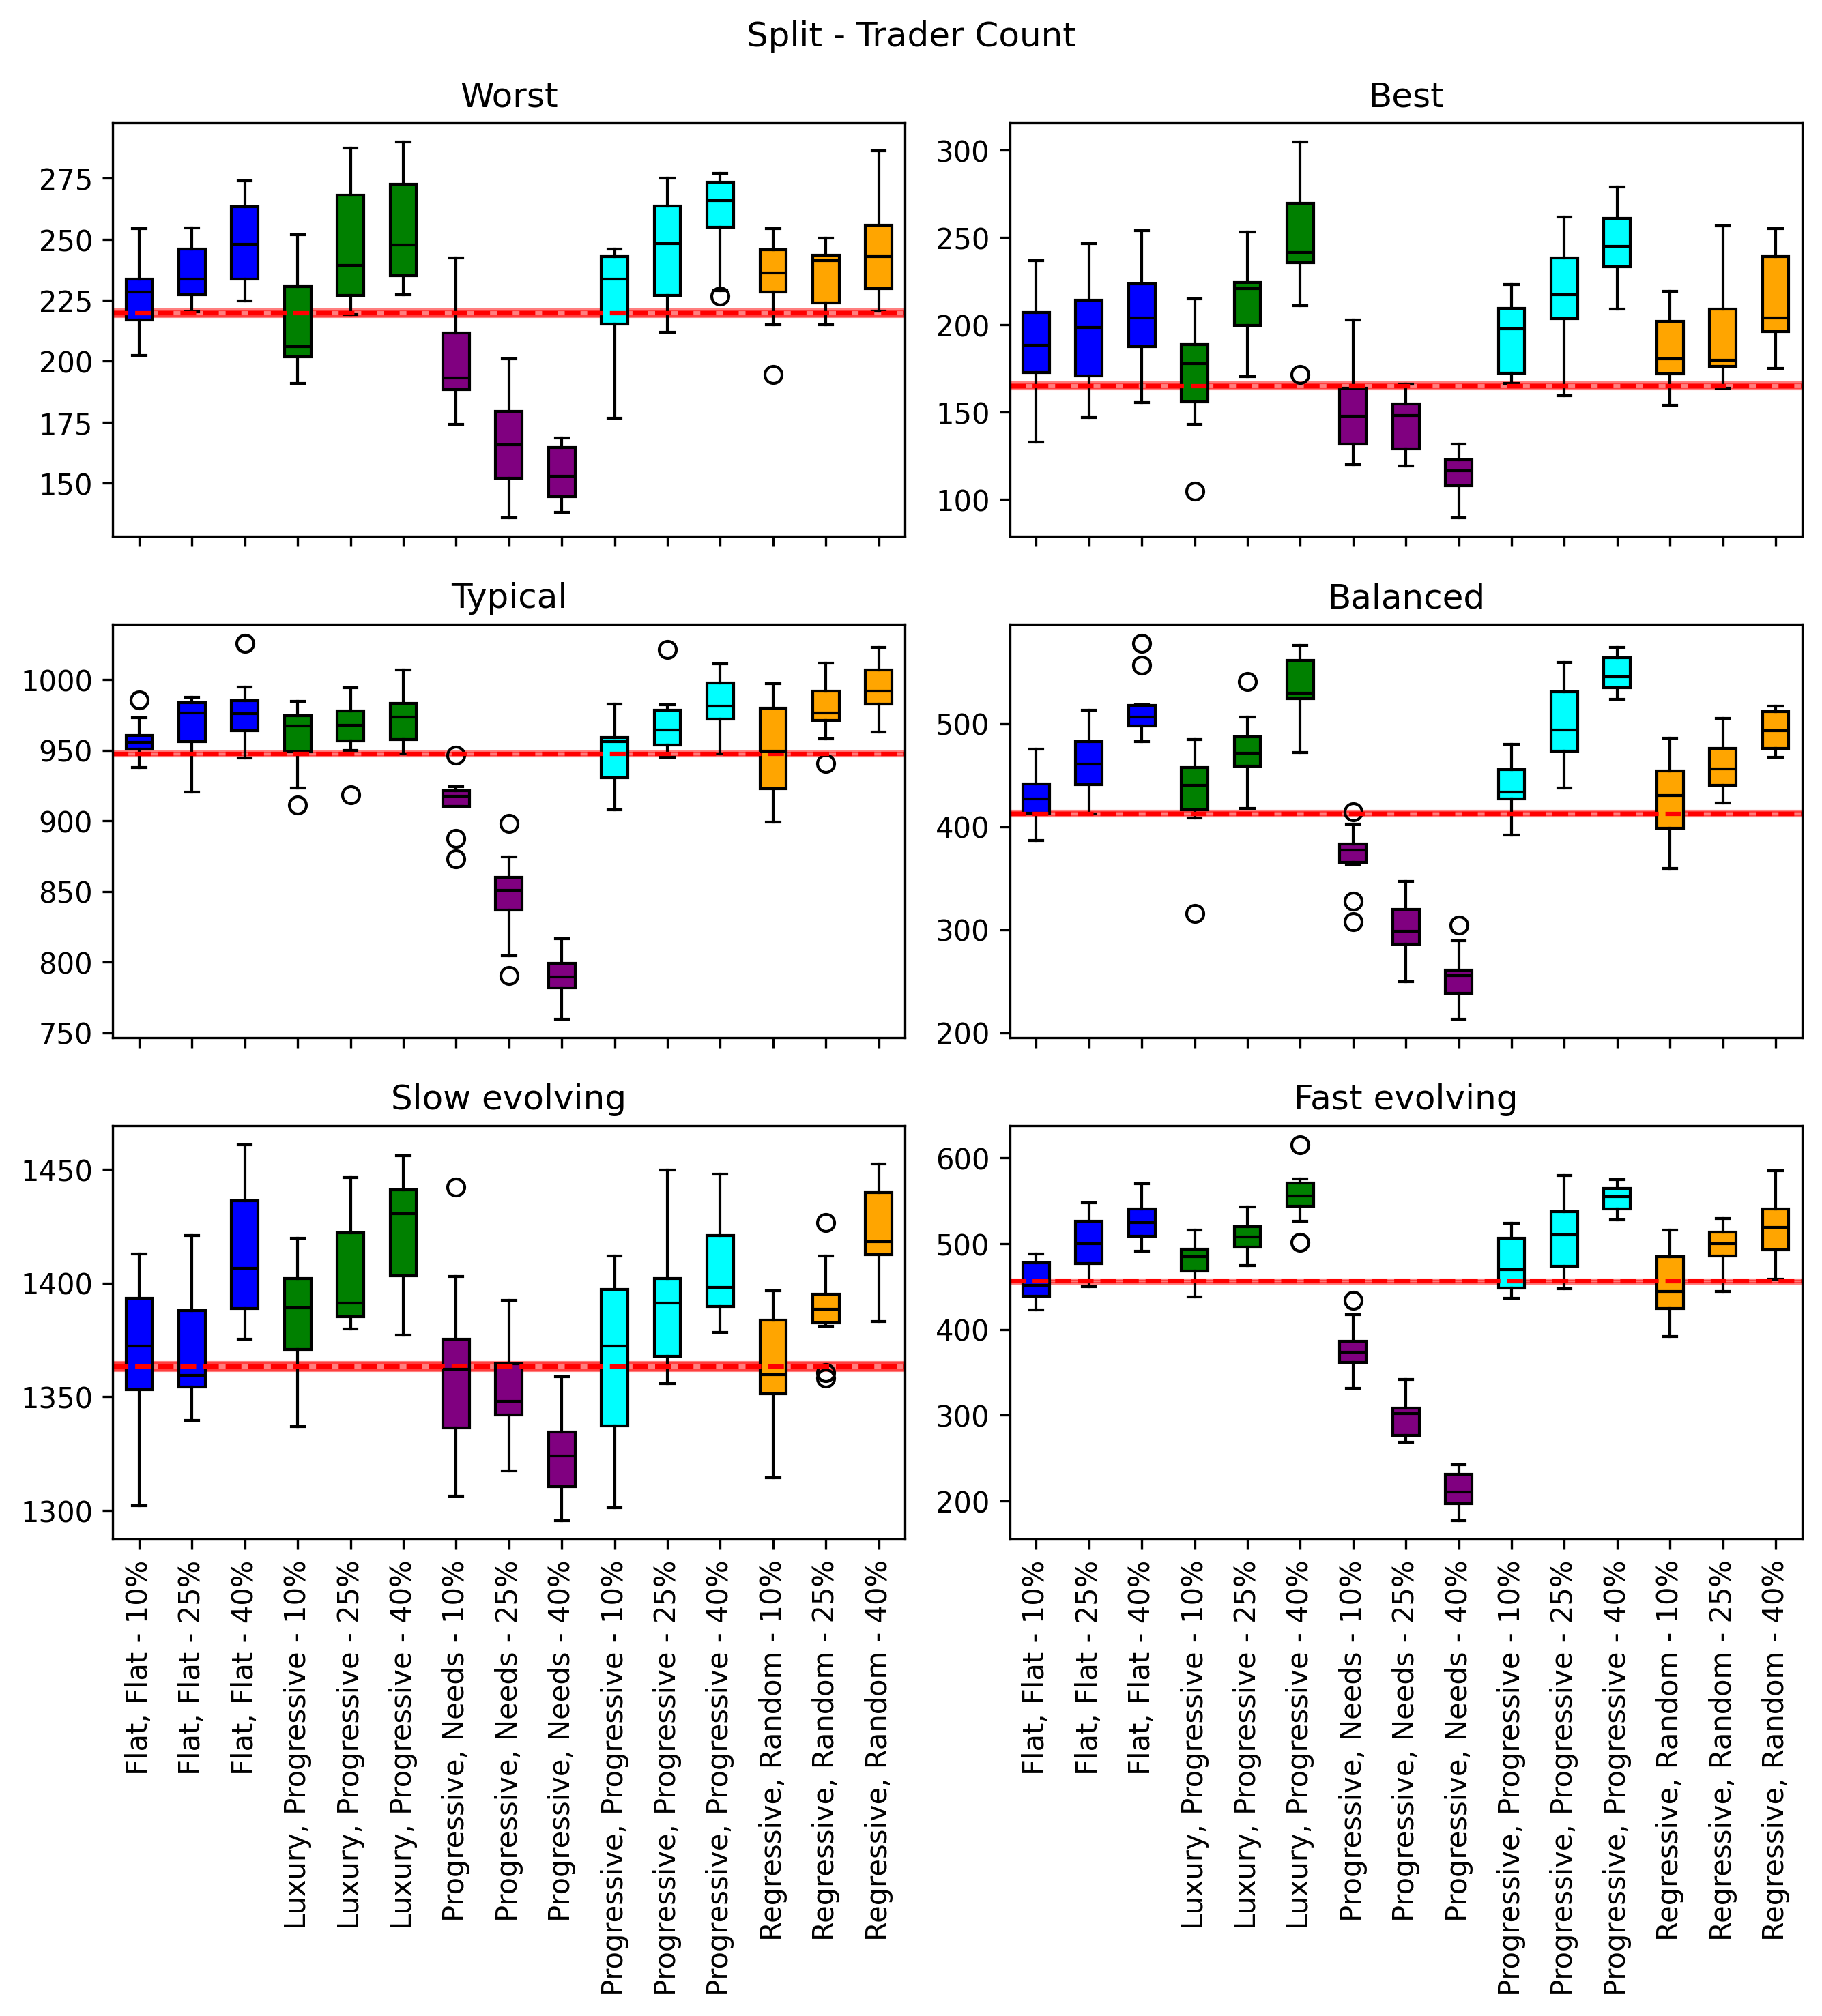 Split - Trader Count
Worst
275
250
225
200
175
150
Best
300
250
200
150
100
Typical
1000
950
900
850
800
750
Balanced
500
400
300
200
Slow evolving
1450
1400
1350
1300
Flat, Flat - 10%
Flat, Flat - 25%
Flat, Flat - 40%
Luxury, Progressive - 10%
Luxury, Progressive - 25%
Luxury, Progressive - 40%
Progressive, Needs - 10%
Progressive, Needs - 25%
Progressive, Needs - 40%
Progressive, Progressive - 10%
Progressive, Progressive - 25%
Progressive, Progressive - 40%
Regressive, Random - 10%
Regressive, Random - 25%
Regressive, Random - 40%
Fast evolving
600
500
400
300
200
Flat, Flat - 10%
Flat, Flat - 25%
Flat, Flat - 40%
Luxury, Progressive - 10%
Luxury, Progressive - 25%
Luxury, Progressive - 40%
Progressive, Needs - 10%
Progressive, Needs - 25%
Progressive, Needs - 40%
Progressive, Progressive - 10%
Progressive, Progressive - 25%
Progressive, Progressive - 40%
Regressive, Random - 10%
Regressive, Random - 25%
Regressive, Random - 40%